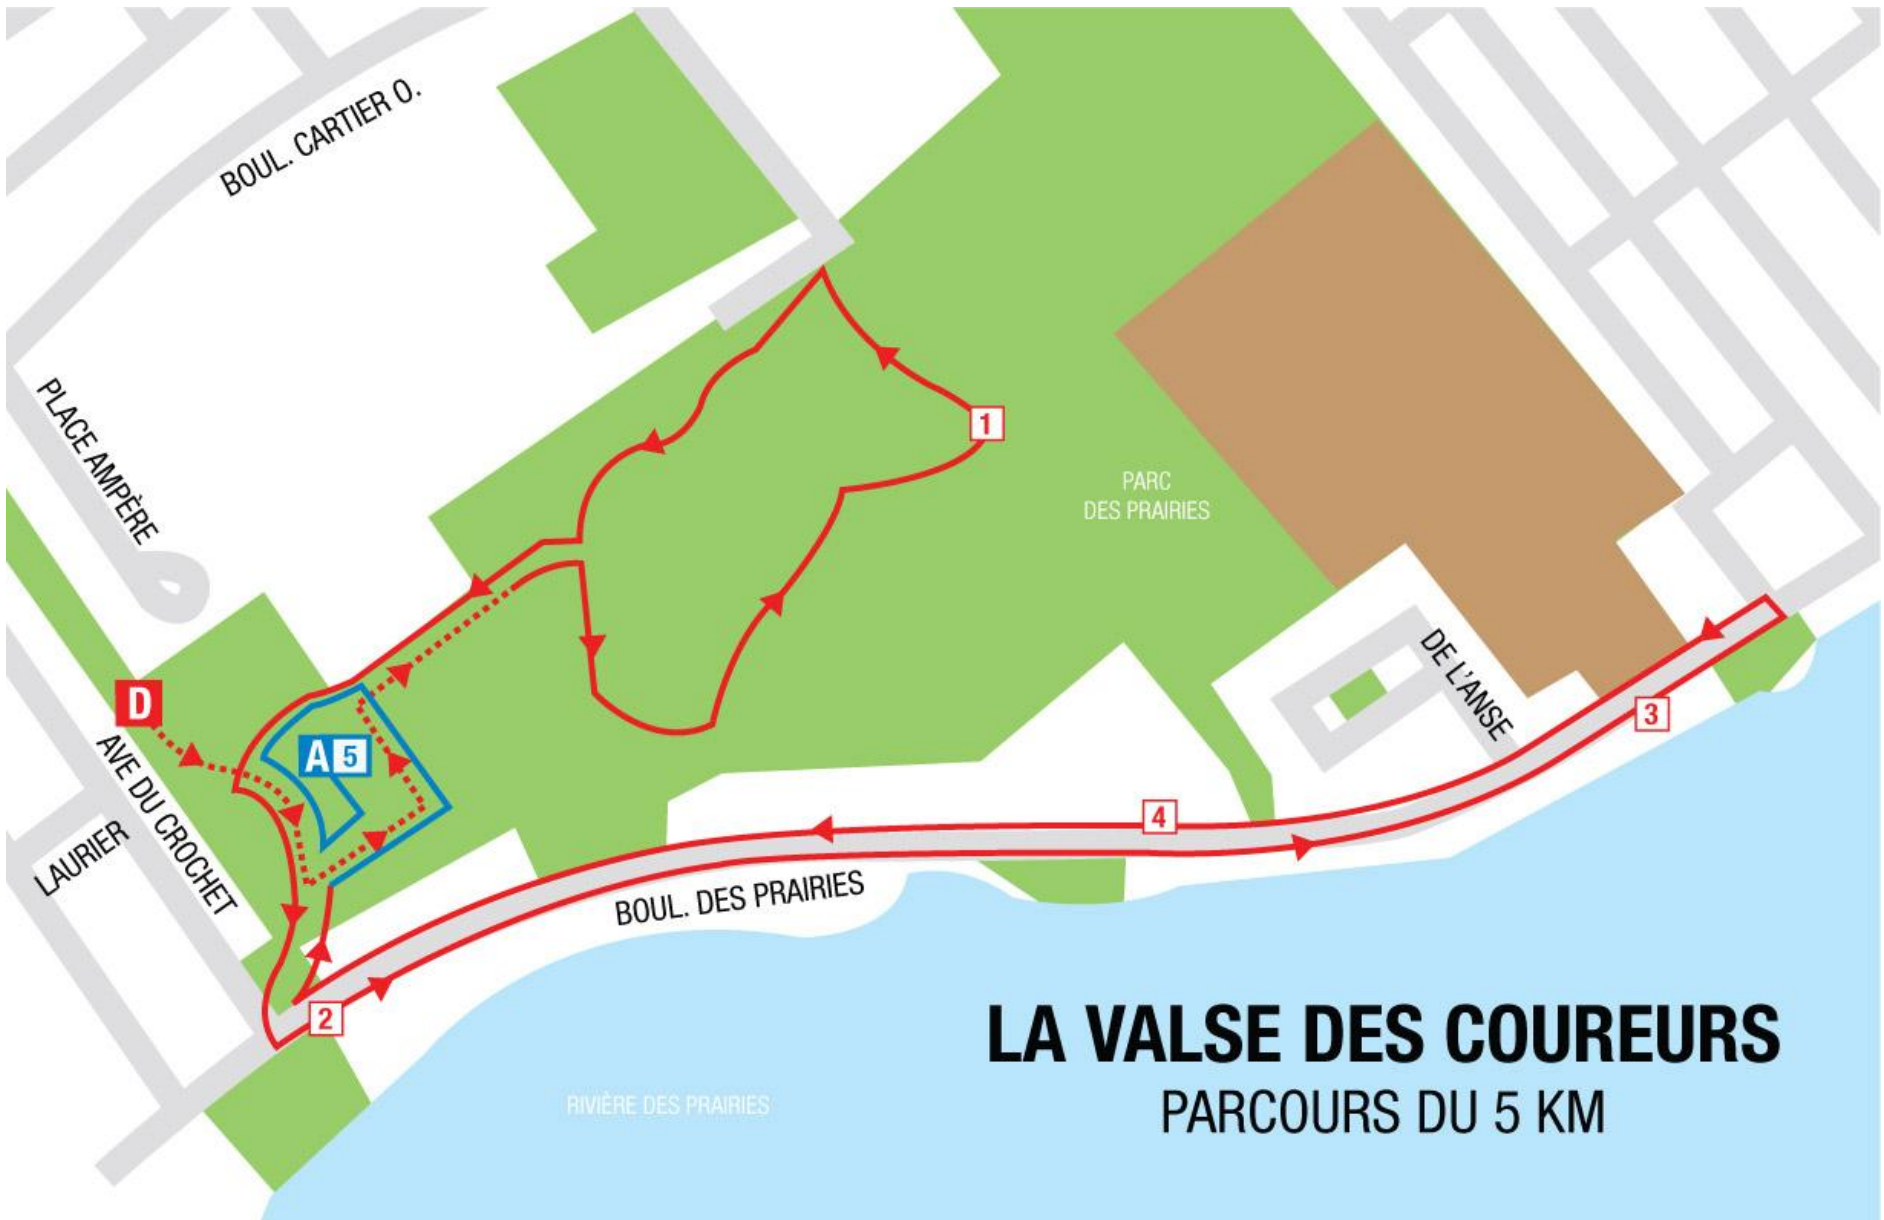 BOUL. CARTIER O.
PLACE AMPÈRE
1
PARC
DES PRAIRIES
D
A 5
AVE DU CROCHET
LAURIER
DE L'ANSE
3
4
BOUL. DES PRAIRIES
2
RIVIÈRE DES PRAIRIES
LA VALSE DES COUREURS
PARCOURS DU 5 KM